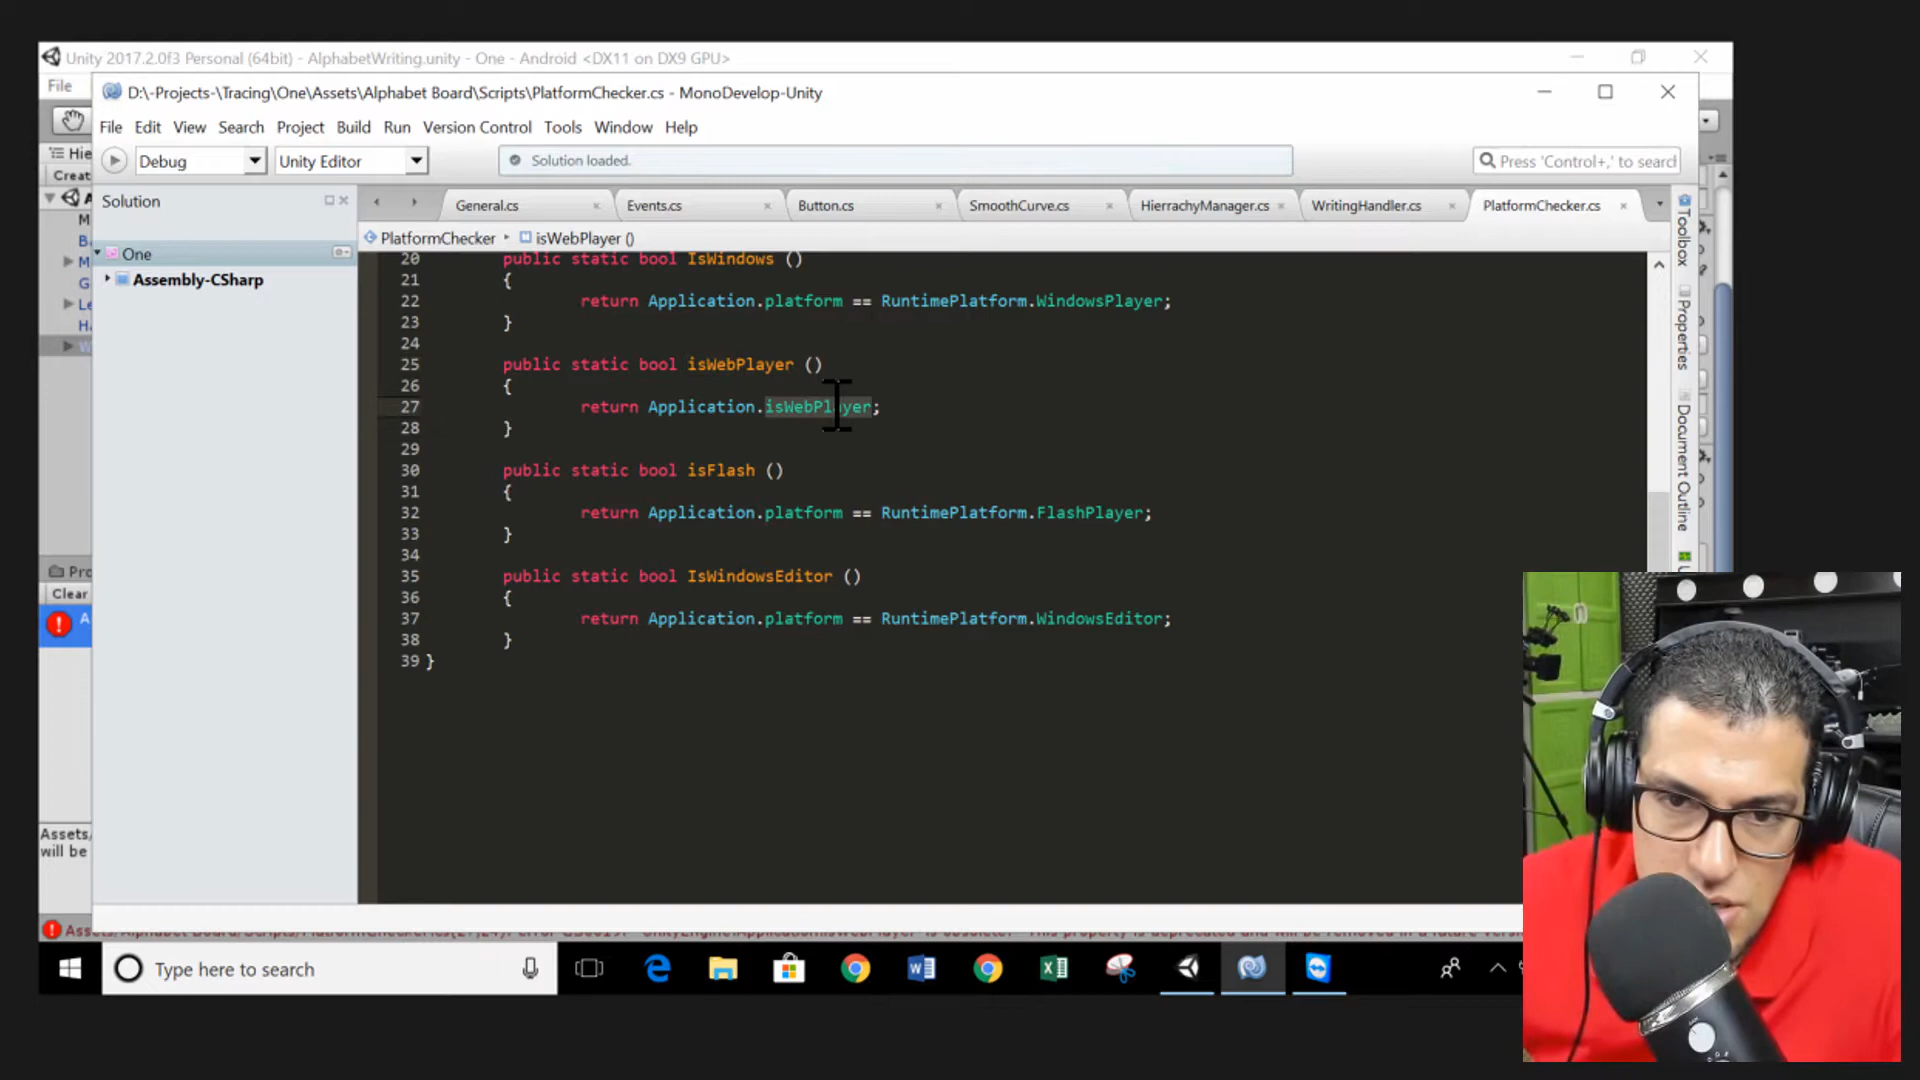 Unity 2017.2.0f3 Personal (64bit) - AlphabetWriting.unity - One - Android <DX11 on DX9 GPU>
File
D:\-Projects-\Tracing\One\Assets\Alphabet Board\Scripts\PlatformChecker.cs - MonoDevelop-Unity
File Edit View Search Project Build Run Version Control Tools Window Help
Debug Unity Editor Solution loaded. Press 'Control+,' to search
Hie
Creat
Solution
General.cs Events.cs Button.cs SmoothCurve.cs HierrachyManager.cs WritingHandler.cs PlatformChecker.cs
PlatformChecker isWebPlayer ()
One
Assembly-CSharp
20 public static bool IsWindows ()
21 {
22 return Application.platform == RuntimePlatform.WindowsPlayer;
23 }
24
25 public static bool isWebPlayer ()
26 {
27 return Application.isWebPlayer;
28 }
29
30 public static bool isFlash ()
31 {
32 return Application.platform == RuntimePlatform.FlashPlayer;
33 }
34
35 public static bool IsWindowsEditor ()
36 {
37 return Application.platform == RuntimePlatform.WindowsEditor;
38 }
39 }
Toolbox
Properties
Document Outline
Pro
Clear
Assets/
will be
Type here to search